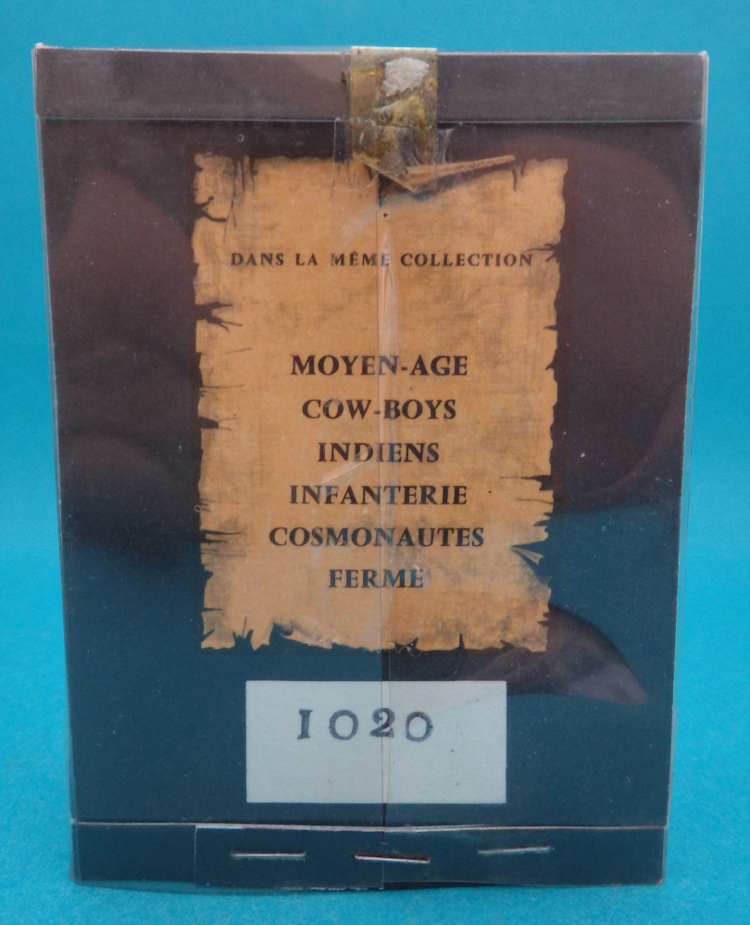 DANS LA MÊME COLLECTION
MOYEN-AGE
COW-BOYS
INDIENS
INFANTERIE
COSMONAUTES
FERME
1020